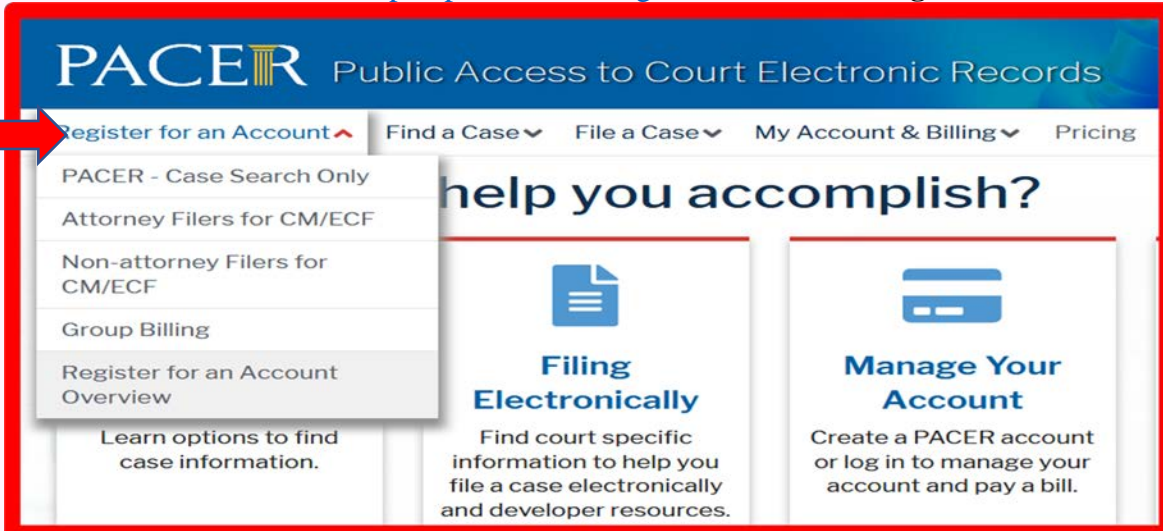 PACER Public Access to Court Electronic Records
Register for an Account Find a Case File a Case My Account & Billing Pricing
PACER - Case Search Only
Attorney Filers for CM/ECF
Non-attorney Filers for
CM/ECF
Group Billing
Register for an Account
Overview
help you accomplish?
Learn options to find
case information.
Filing
Electronically
Find court specific
information to help you
file a case electronically
and developer resources.
Manage Your
Account
Create a PACER account
or log in to manage your
account and pay a bill.